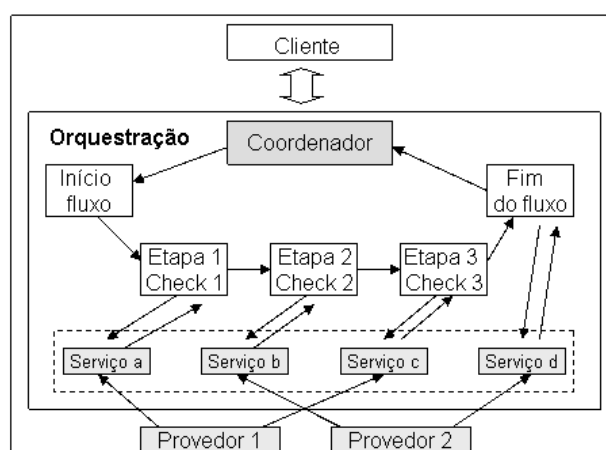 Cliente
Orquestração
Coordenador
Início
fluxo
Fim
do fluxo
Etapa 1
Check 1
Etapa 2
Check 2
Etapa 3
Check 3
Serviço a
Serviço b
Serviço c
Serviço d
Provedor 1
Provedor 2